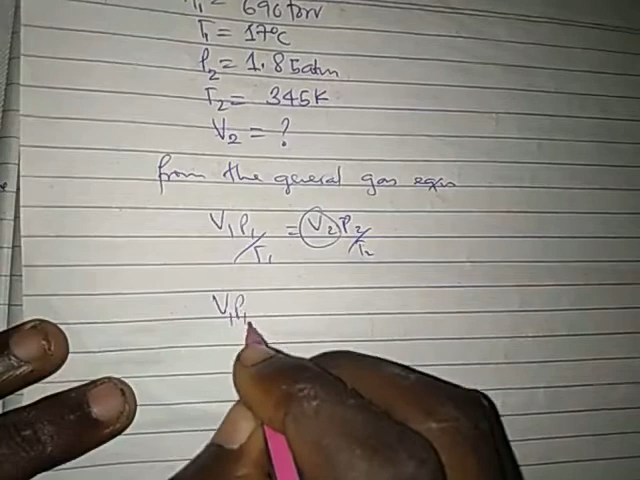 P₁ = 690 torr
T₁ = 17°C
P₂ = 1.85atm
T₂ = 345K
V₂ = ?
from the general gas eqn
V₁P₁/T₁ = V₂P₂/T₂
V₁P₁